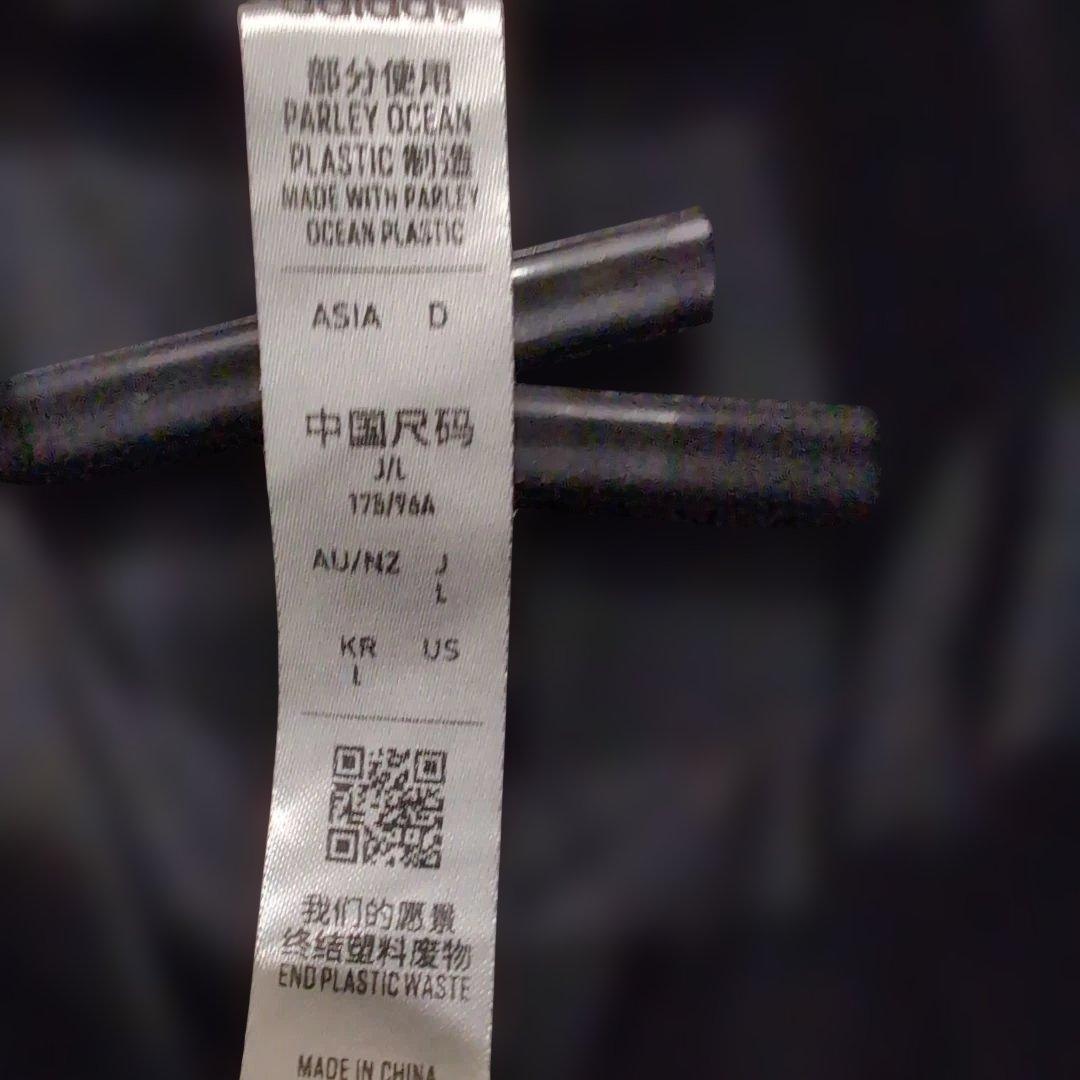 部分使用
PARLEY OCEAN
PLASTIC 制造
MADE WITH PARLEY
OCEAN PLASTIC
ASIA D
中国尺码
J/L
175/96A
AU/NZ J
L
KR US
L
我们的愿景
终结塑料废物
END PLASTIC WASTE
MADE IN CHINA